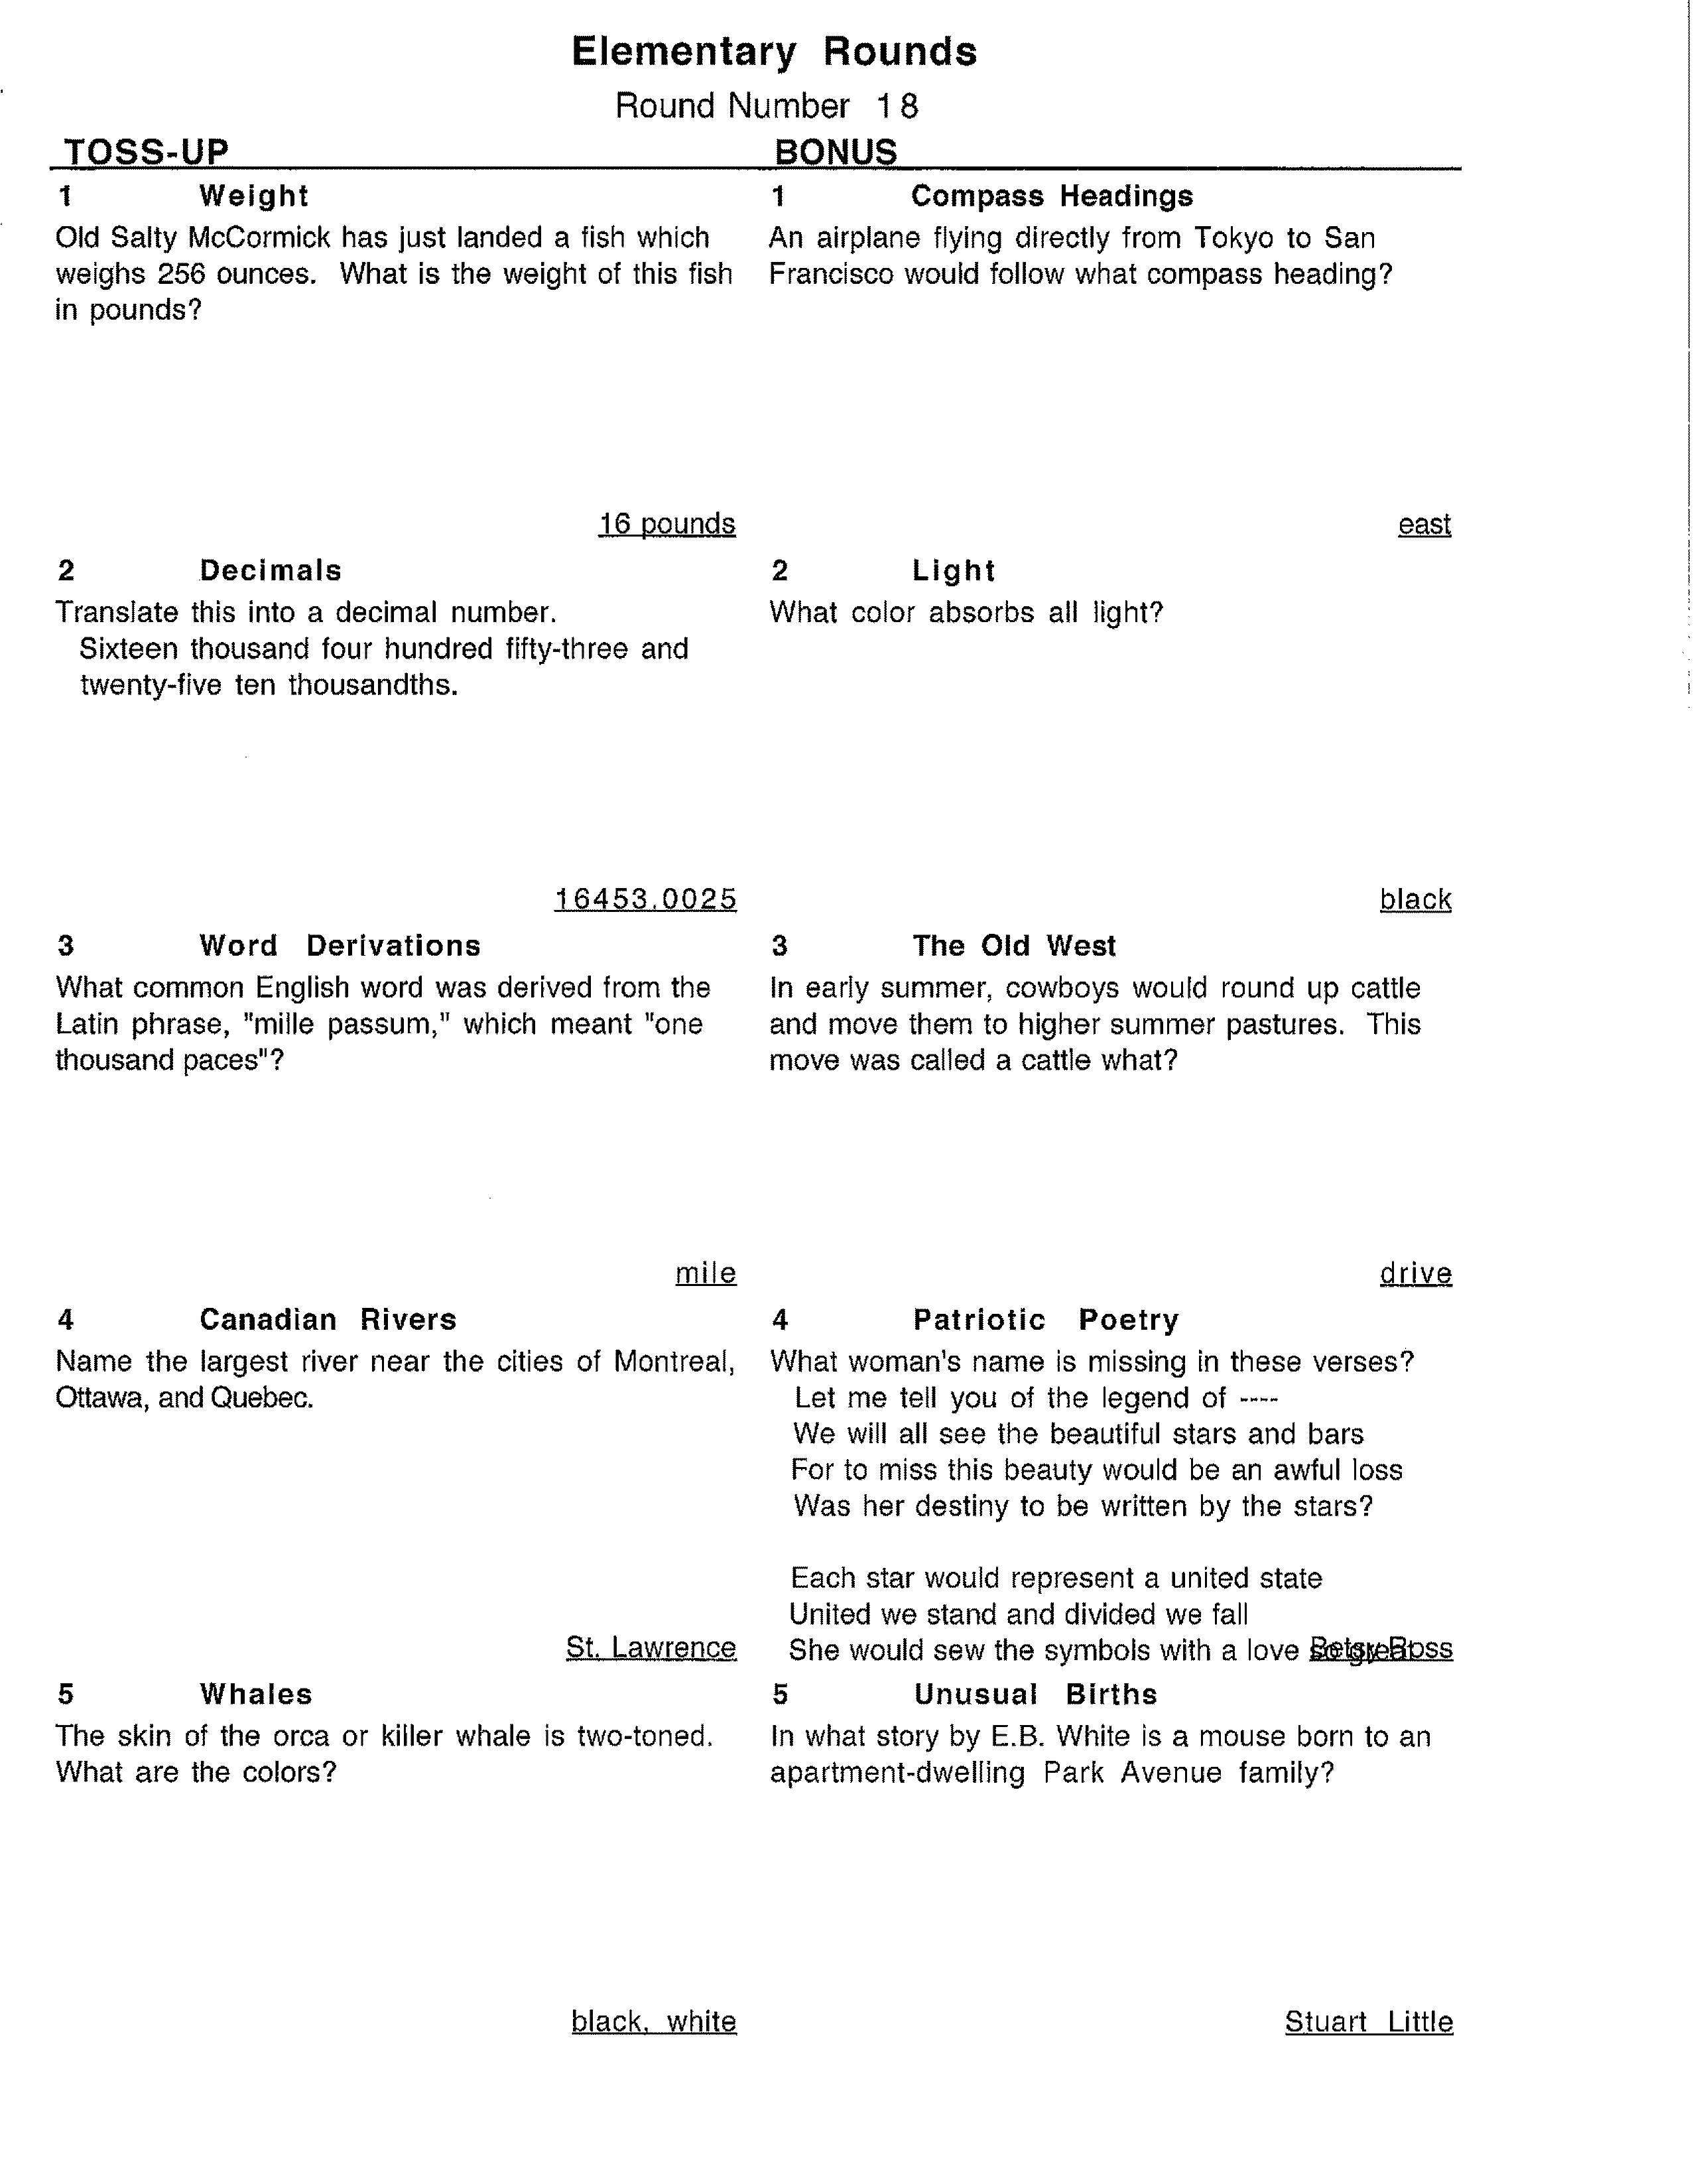 Elementary Rounds
Round Number 18
TOSS-UP
BONUS
1 Weight
Old Salty McCormick has just landed a fish which
weighs 256 ounces. What is the weight of this fish
in pounds?
16 pounds
1 Compass Headings
An airplane flying directly from Tokyo to San
Francisco would follow what compass heading?
east
2 Decimals
Translate this into a decimal number.
Sixteen thousand four hundred fifty-three and
twenty-five ten thousandths.
16453.0025
2 Light
What color absorbs all light?
black
3 Word Derivations
What common English word was derived from the
Latin phrase, "mille passum," which meant "one
thousand paces"?
mile
3 The Old West
In early summer, cowboys would round up cattle
and move them to higher summer pastures. This
move was called a cattle what?
drive
4 Canadian Rivers
Name the largest river near the cities of Montreal,
Ottawa, and Quebec.
St. Lawrence
4 Patriotic Poetry
What woman's name is missing in these verses?
Let me tell you of the legend of ----
We will all see the beautiful stars and bars
For to miss this beauty would be an awful loss
Was her destiny to be written by the stars?
Each star would represent a united state
United we stand and divided we fall
She would sew the symbols with a love so great
Betsy Ross
5 Whales
The skin of the orca or killer whale is two-toned.
What are the colors?
black, white
5 Unusual Births
In what story by E.B. White is a mouse born to an
apartment-dwelling Park Avenue family?
Stuart Little